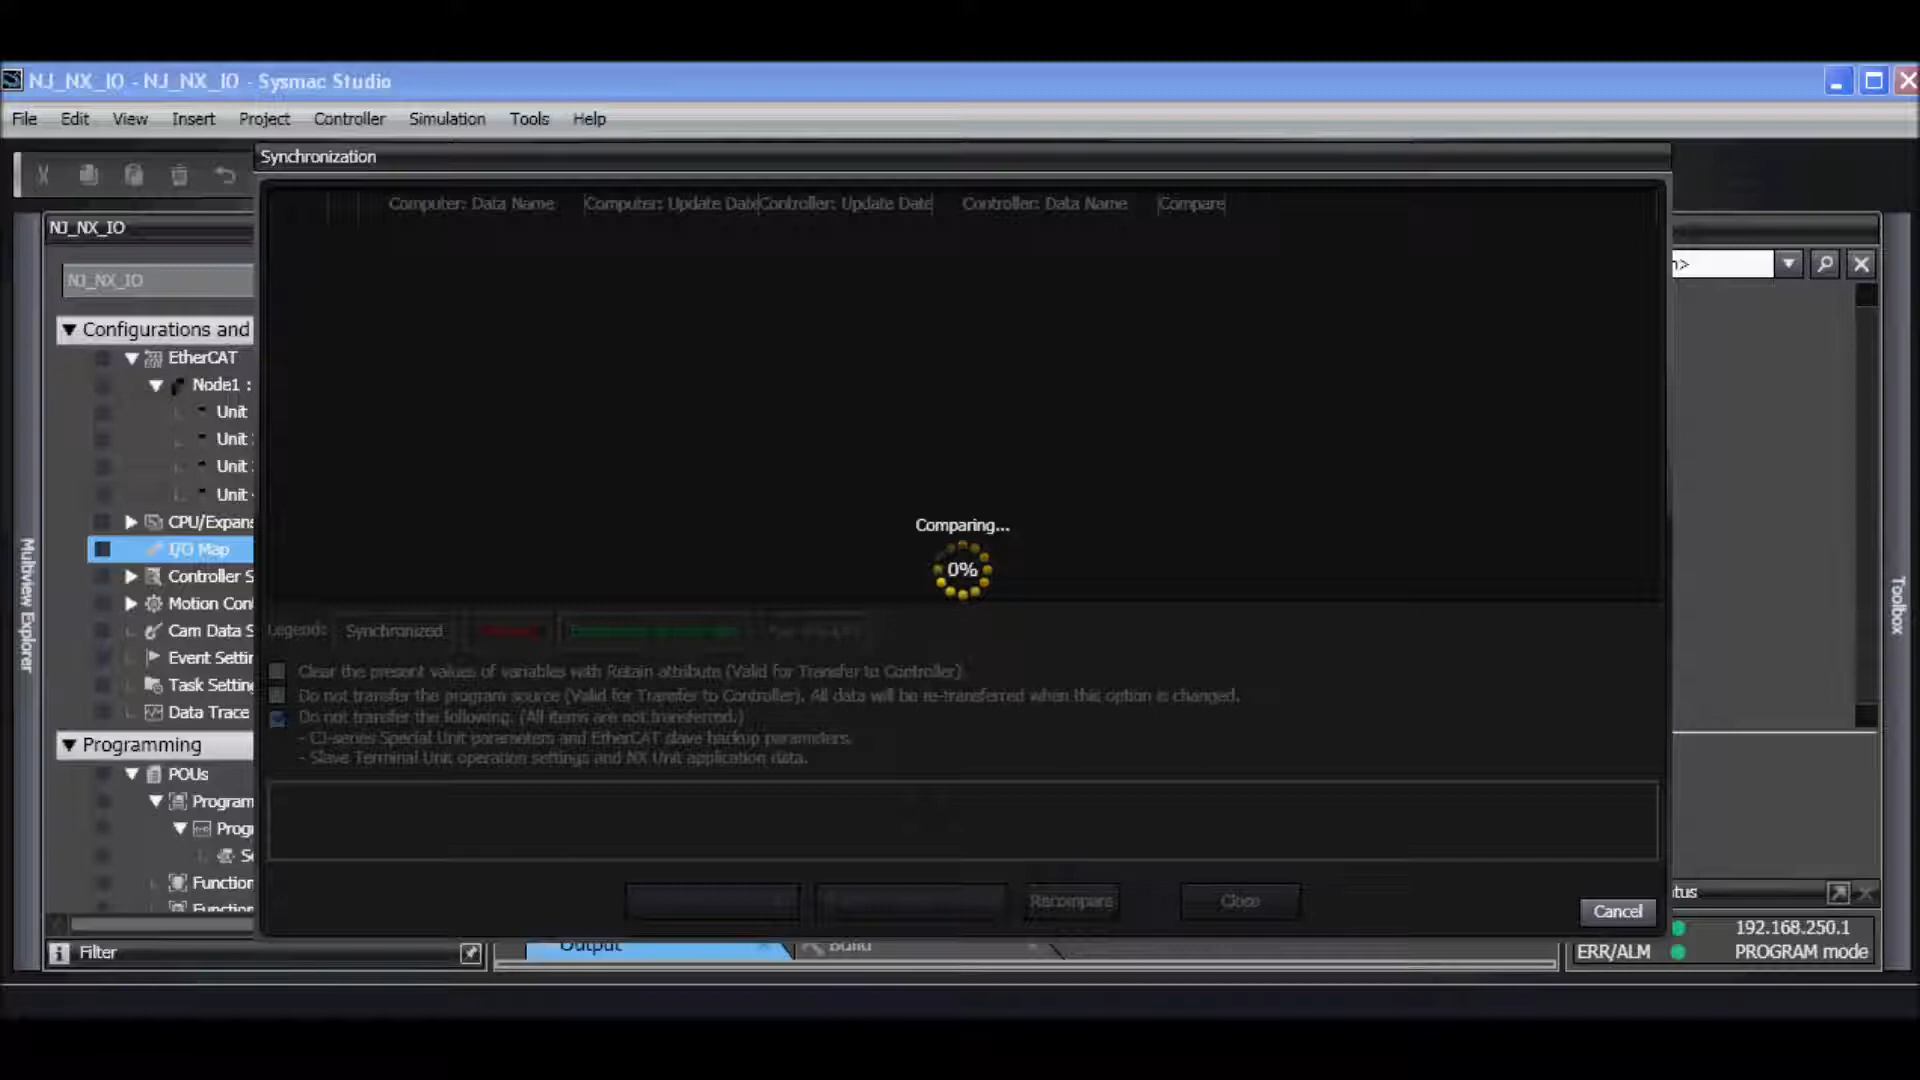 NJ_NX_IO - NJ_NX_IO - Sysmac Studio
File Edit View Insert Project Controller Simulation Tools Help
Synchronization
Computer: Data Name Computer: Update Date Controller: Update Date Controller: Data Name Compare
NJ_NX_IO
NJ_NX_IO
Configurations and
EtherCAT
Node1 :
Unit
Unit
Unit
Unit
CPU/Expans
I/O Map
Controller S
Motion Con
Cam Data S
Event Settin
Task Setting
Data Trace
Programming
POUs
Program
Progr
Se
Function
Function
Multiview Explorer
Toolbox
Comparing...
0%
Legend: Synchronized
Clear the present values of variables with Retain attribute (Valid for Transfer to Controller).
Do not transfer the program source (Valid for Transfer to Controller). All data will be re-transferred when this option is changed.
Do not transfer the following. (All items are not transferred.)
- CJ-series Special Unit parameters and EtherCAT slave backup parameters.
- Slave Terminal Unit operation settings and NX Unit application data.
Recompare Close
Cancel
Filter
Output Build
tus
192.168.250.1
ERR/ALM PROGRAM mode